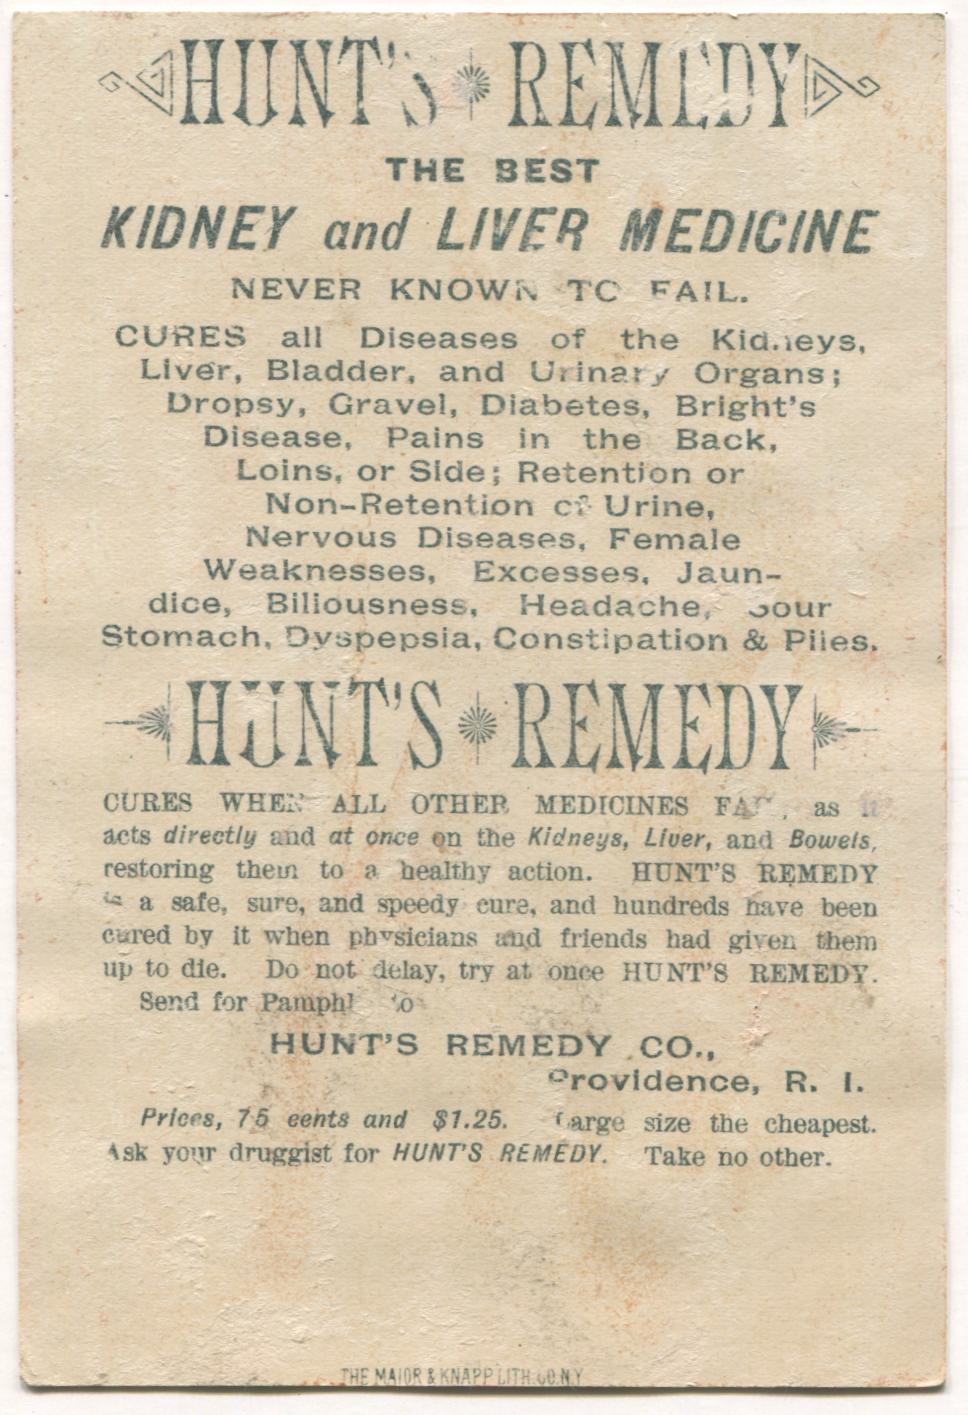 HUNT'S REMEDY
THE BEST
KIDNEY and LIVER MEDICINE
NEVER KNOWN TO FAIL.
CURES all Diseases of the Kidneys,
Liver, Bladder, and Urinary Organs;
Dropsy, Gravel, Diabetes, Bright's
Disease, Pains in the Back,
Loins, or Side; Retention or
Non-Retention of Urine,
Nervous Diseases, Female
Weaknesses, Excesses, Jaun-
dice, Biliousness, Headache, Sour
Stomach, Dyspepsia, Constipation & Piles.
HUNT'S REMEDY
CURES WHEN ALL OTHER MEDICINES FAIL, as it
acts directly and at once on the Kidneys, Liver, and Bowels,
restoring them to a healthy action. HUNT'S REMEDY
is a safe, sure, and speedy cure, and hundreds have been
cured by it when physicians and friends had given them
up to die. Do not delay, try at once HUNT'S REMEDY.
Send for Pamphlet to
HUNT'S REMEDY CO.,
Providence, R. I.
Prices, 75 cents and $1.25. Large size the cheapest.
Ask your druggist for HUNT'S REMEDY. Take no other.
THE MAJOR & KNAPP LITH. CO. N.Y.